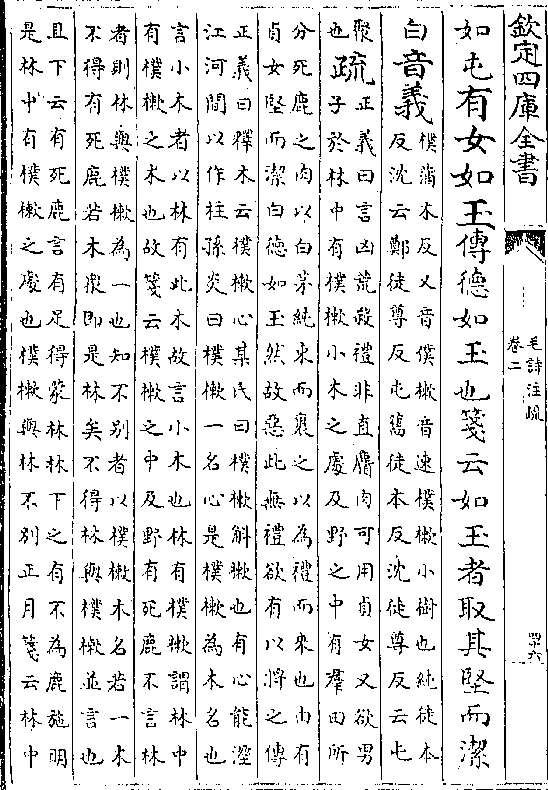 欽定四庫全書
毛詩注疏
卷二
四六
如屯有女如玉傳德如玉也箋云如玉者取其堅而潔
白音義
樸蒲木反又音僕樕音速樸樕小樹也純徒本
反沈云鄭徒尊反屯舊徒本反沈徒尊反云屯
聚
也
疏
正義曰言凶荒殺禮非直麕肉可用貞女又欲男
子於林中有樸樕小木之處及野之中有羣田所
分死鹿之肉以白茅純束而裹之以為禮而來也由有
貞女堅而潔白德如玉然故惡此無禮欲有以將之傳
正義曰釋木云樸樕心某氏曰樸樕斛樕也有心能溼
江河間以作柱孫炎曰樸樕一名心是樸樕為木名也
言小木者以林有此木故言小木也林有樸樕謂林中
有樸樕之木也故箋云樸樕之中及野有死鹿不言林
者則林與樸樕為一也知不别者以樸樕木名若一木
不得有死鹿若木衆即是林矣不得林與樸樕並言也
且下云有死鹿言有足得蒙林林下之有不為鹿施明
是林中有樸樕之處也樸樕與林不别正月箋云林中